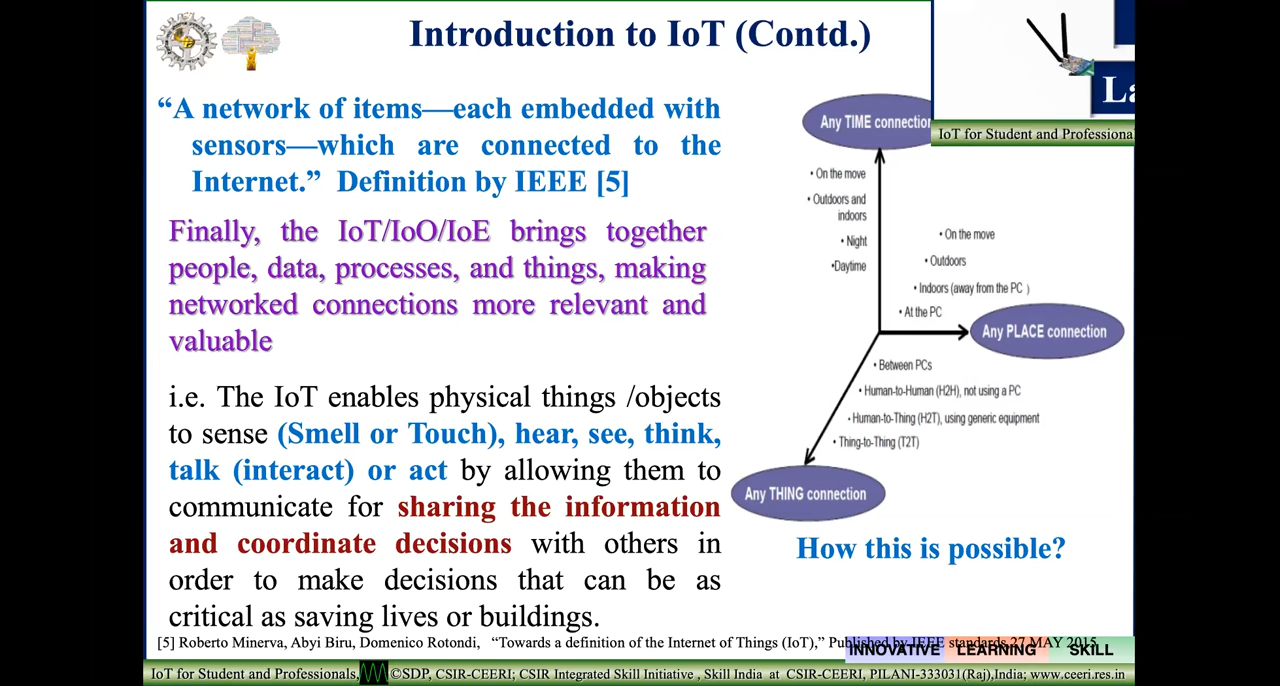 Introduction to IoT (Contd.)
“A network of items—each embedded with
sensors—which are connected to the
Internet.” Definition by IEEE [5]
Finally, the IoT/IoO/IoE brings together
people, data, processes, and things, making
networked connections more relevant and
valuable
i.e. The IoT enables physical things /objects
to sense (Smell or Touch), hear, see, think,
talk (interact) or act by allowing them to
communicate for sharing the information
and coordinate decisions with others in
order to make decisions that can be as
critical as saving lives or buildings.
La
IoT for Student and Professiona
Any TIME connection
• On the move
• Outdoors and
indoors
• Night
•Daytime
• On the move
• Outdoors
• Indoors (away from the PC )
• At the PC
Any PLACE connection
• Between PCs
• Human-to-Human (H2H), not using a PC
• Human-to-Thing (H2T), using generic equipment
• Thing-to-Thing (T2T)
Any THING connection
How this is possible?
[5] Roberto Minerva, Abyi Biru, Domenico Rotondi, “Towards a definition of the Internet of Things (IoT),” Published by IEEE standards 27 MAY 2015.
INNOVATIVE LEARNING SKiLL
IoT for Student and Professionals, ©SDP, CSIR-CEERI; CSIR Integrated Skill Initiative , Skill India at CSIR-CEERI, PILANI-333031(Raj),India; www.ceeri.res.in